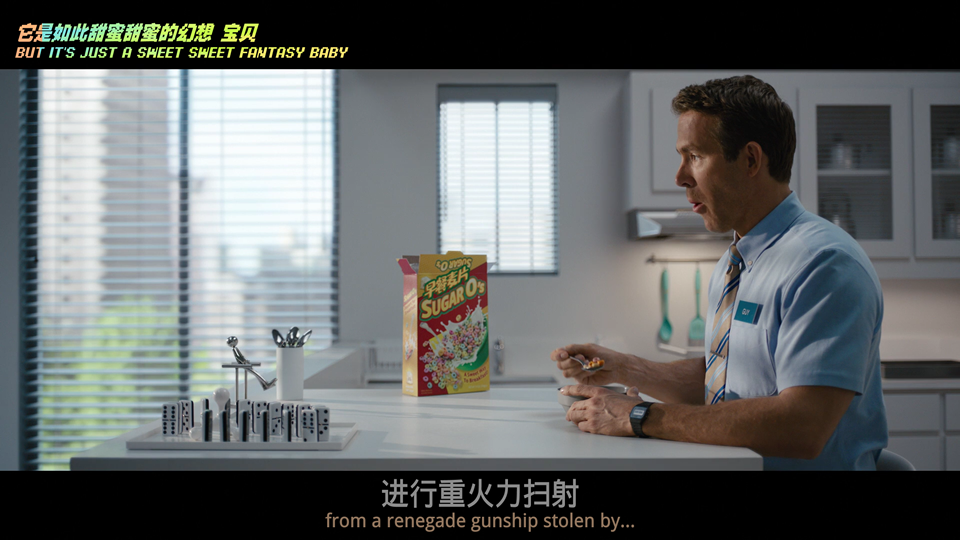 它是如此甜蜜甜蜜的幻想 宝贝
BUT IT'S JUST A SWEET SWEET FANTASY BABY
早餐麦片
SUGAR O's
GUY
进行重火力扫射
from a renegade gunship stolen by...